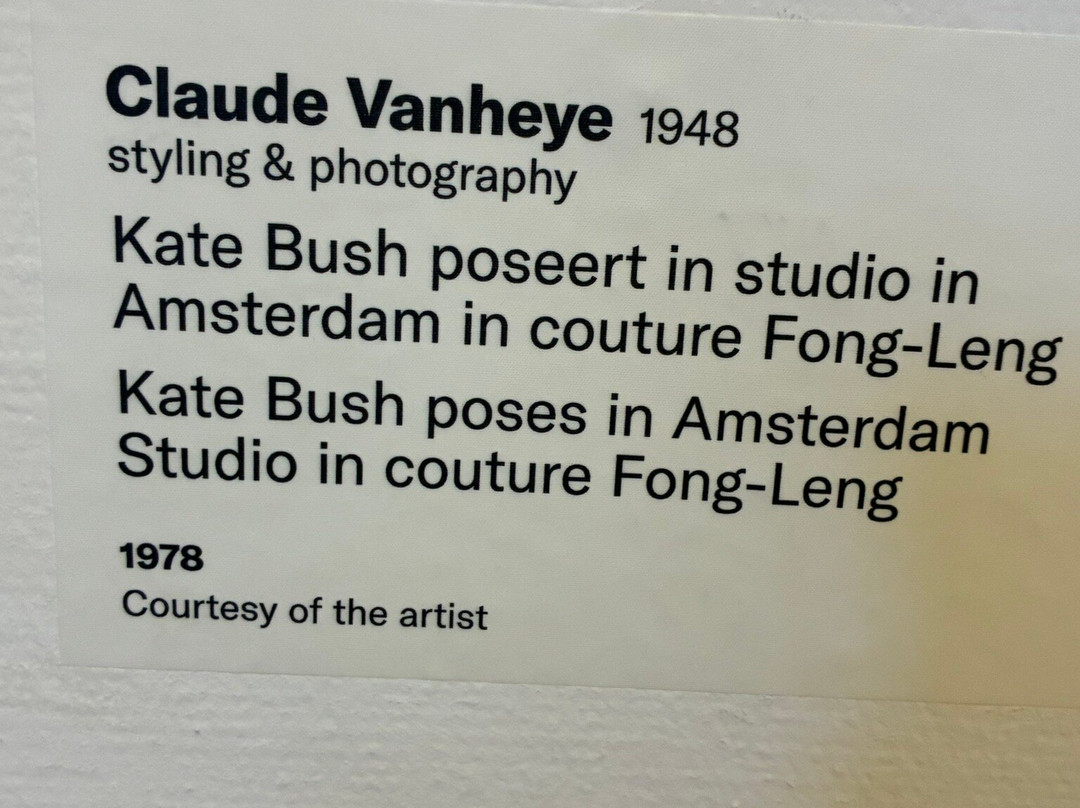 Claude Vanheye 1948
styling & photography
Kate Bush poseert in studio in
Amsterdam in couture Fong-Leng
Kate Bush poses in Amsterdam
Studio in couture Fong-Leng
1978
Courtesy of the artist